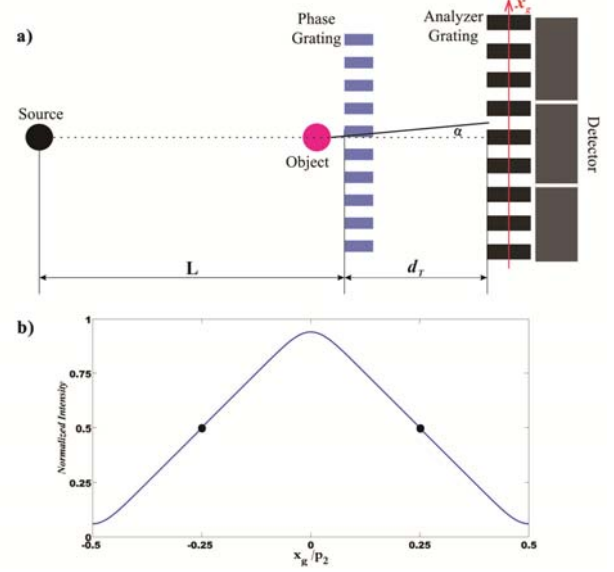 a)
Phase
Grating
Analyzer
Grating
x_g
Source
Object
α
Detector
L
d_T
b)
Normalized Intensity
1
0.75
0.5
0.25
0
-0.5
-0.25
0
0.25
0.5
x_g /p_2